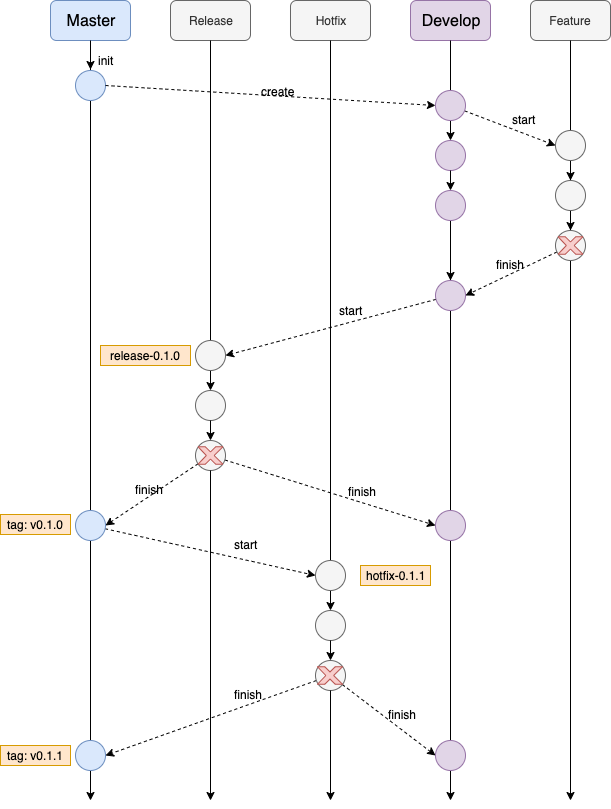 Master
Release
Hotfix
Develop
Feature
init
create
start
finish
start
release-0.1.0
finish
finish
tag: v0.1.0
start
hotfix-0.1.1
finish
finish
tag: v0.1.1